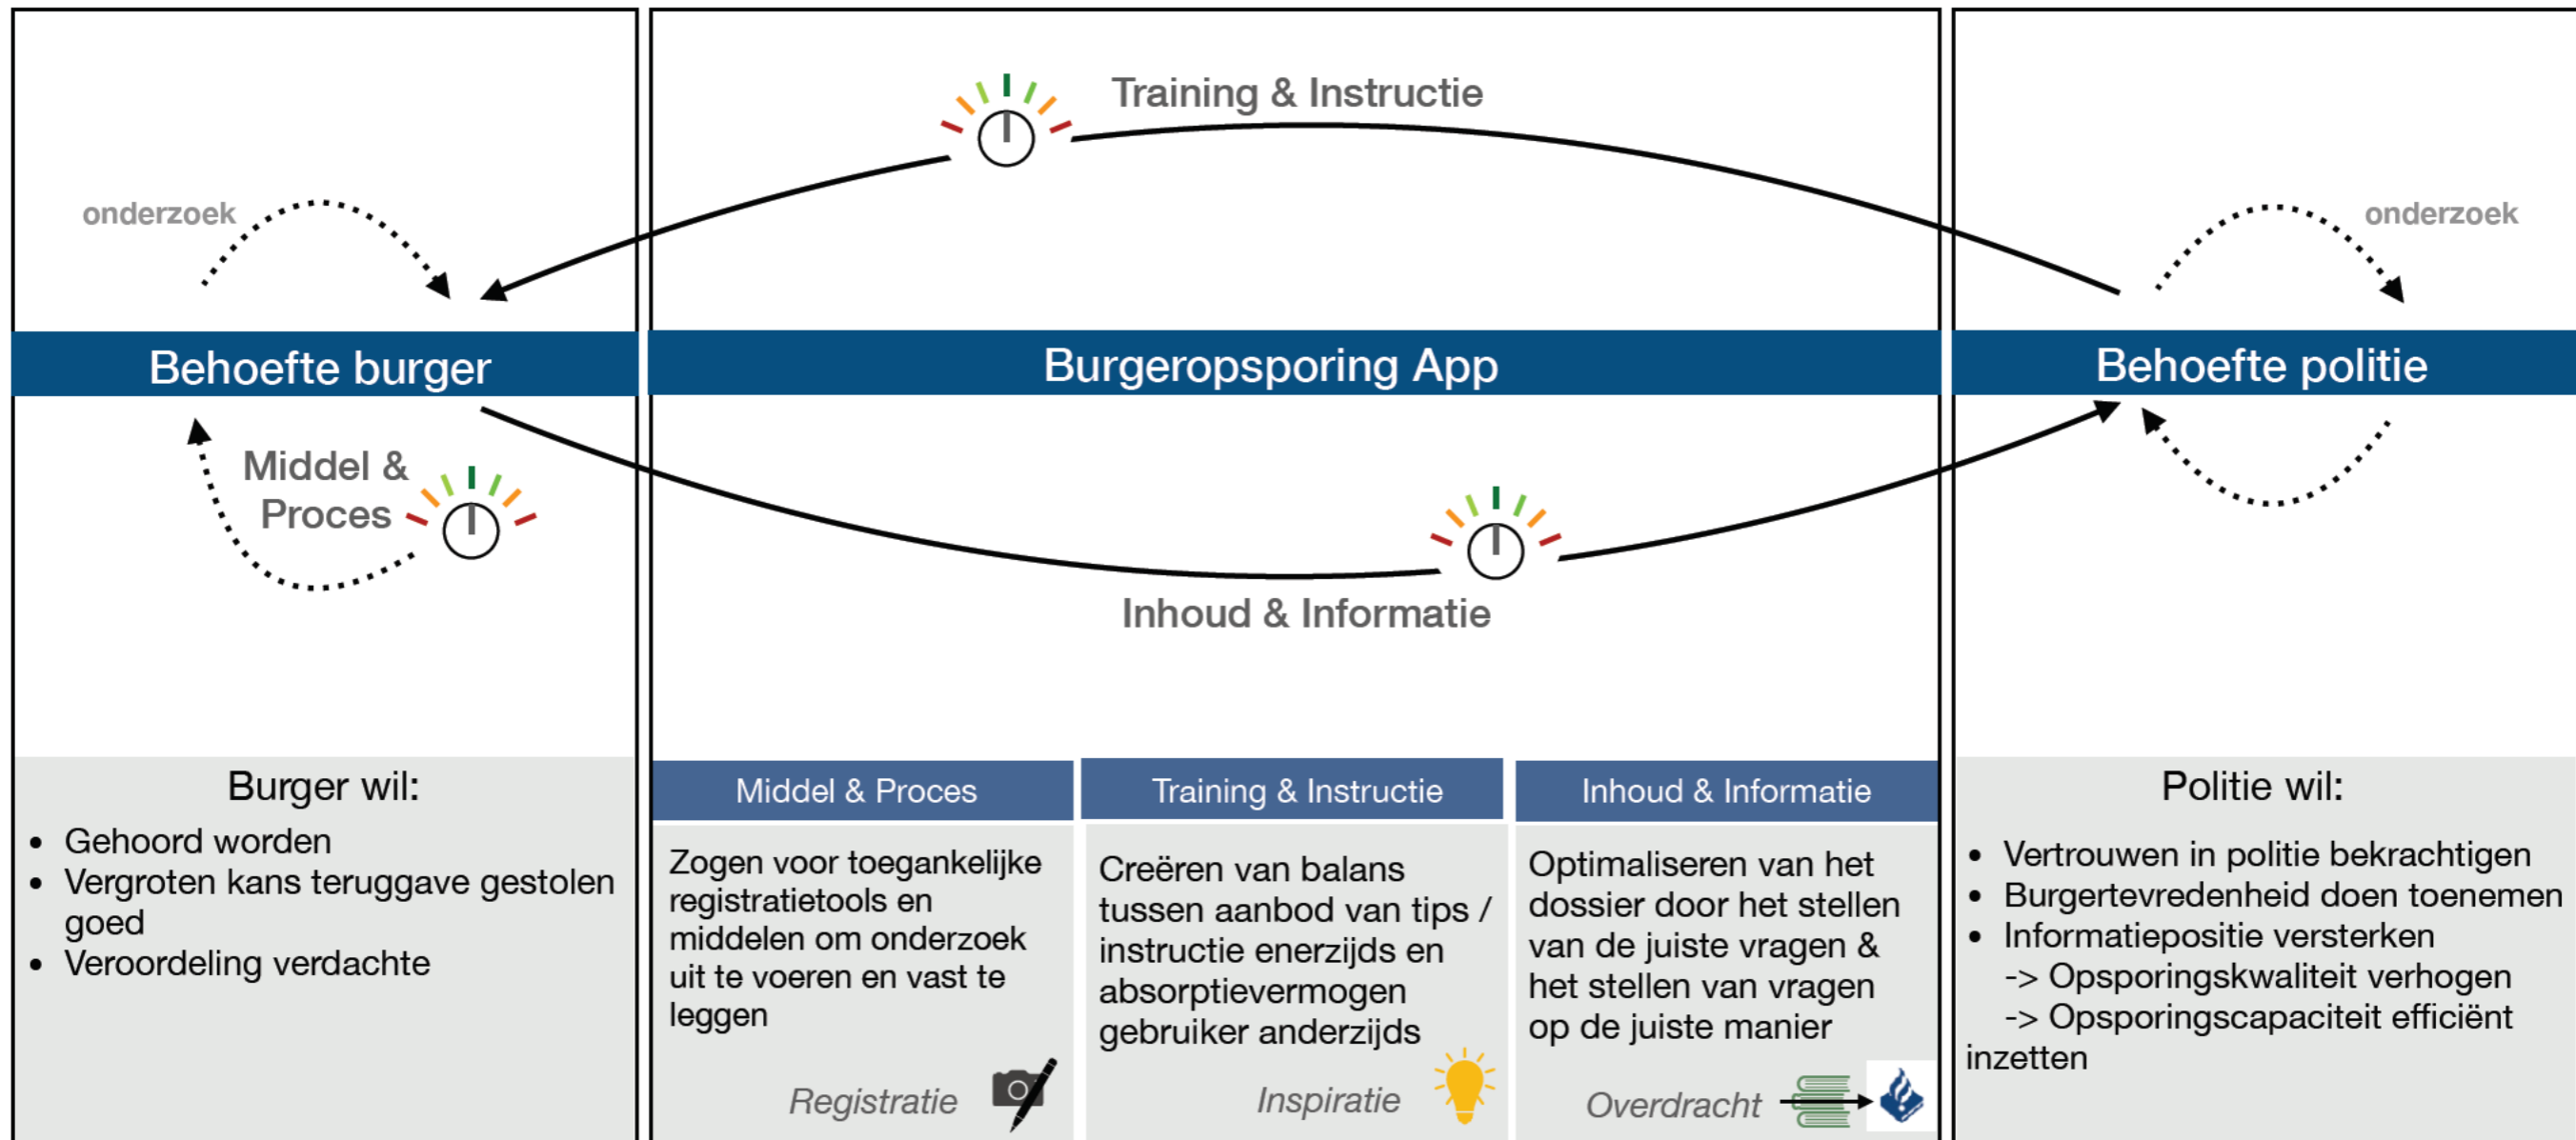 Training & Instructie
onderzoek
onderzoek
Behoefte burger
Burgeropsporing App
Behoefte politie
Middel &
Proces
Inhoud & Informatie
Burger wil:
• Gehoord worden
• Vergroten kans teruggave gestolen
goed
• Veroordeling verdachte
Middel & Proces
Zogen voor toegankelijke
registratietools en
middelen om onderzoek
uit te voeren en vast te
leggen
Registratie
Training & Instructie
Creëren van balans
tussen aanbod van tips /
instructie enerzijds en
absorptievermogen
gebruiker anderzijds
Inspiratie
Inhoud & Informatie
Optimaliseren van het
dossier door het stellen
van de juiste vragen &
het stellen van vragen
op de juiste manier
Overdracht
Politie wil:
• Vertrouwen in politie bekrachtigen
• Burgertevredenheid doen toenemen
• Informatiepositie versterken
-> Opsporingskwaliteit verhogen
-> Opsporingscapaciteit efficiënt
inzetten